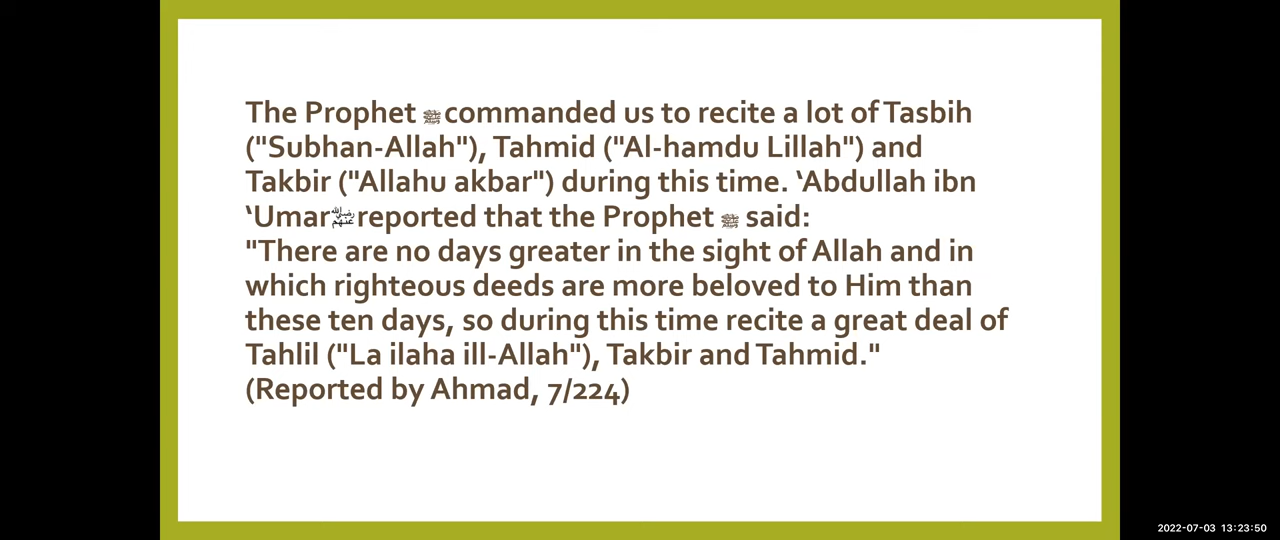 The Prophet ﷺ commanded us to recite a lot of Tasbih
("Subhan-Allah"), Tahmid ("Al-hamdu Lillah") and
Takbir ("Allahu akbar") during this time. ‘Abdullah ibn
‘Umar رضي الله عنهم reported that the Prophet ﷺ said:
"There are no days greater in the sight of Allah and in
which righteous deeds are more beloved to Him than
these ten days, so during this time recite a great deal of
Tahlil ("La ilaha ill-Allah"), Takbir and Tahmid."
(Reported by Ahmad, 7/224)
2022-07-03 13:23:50